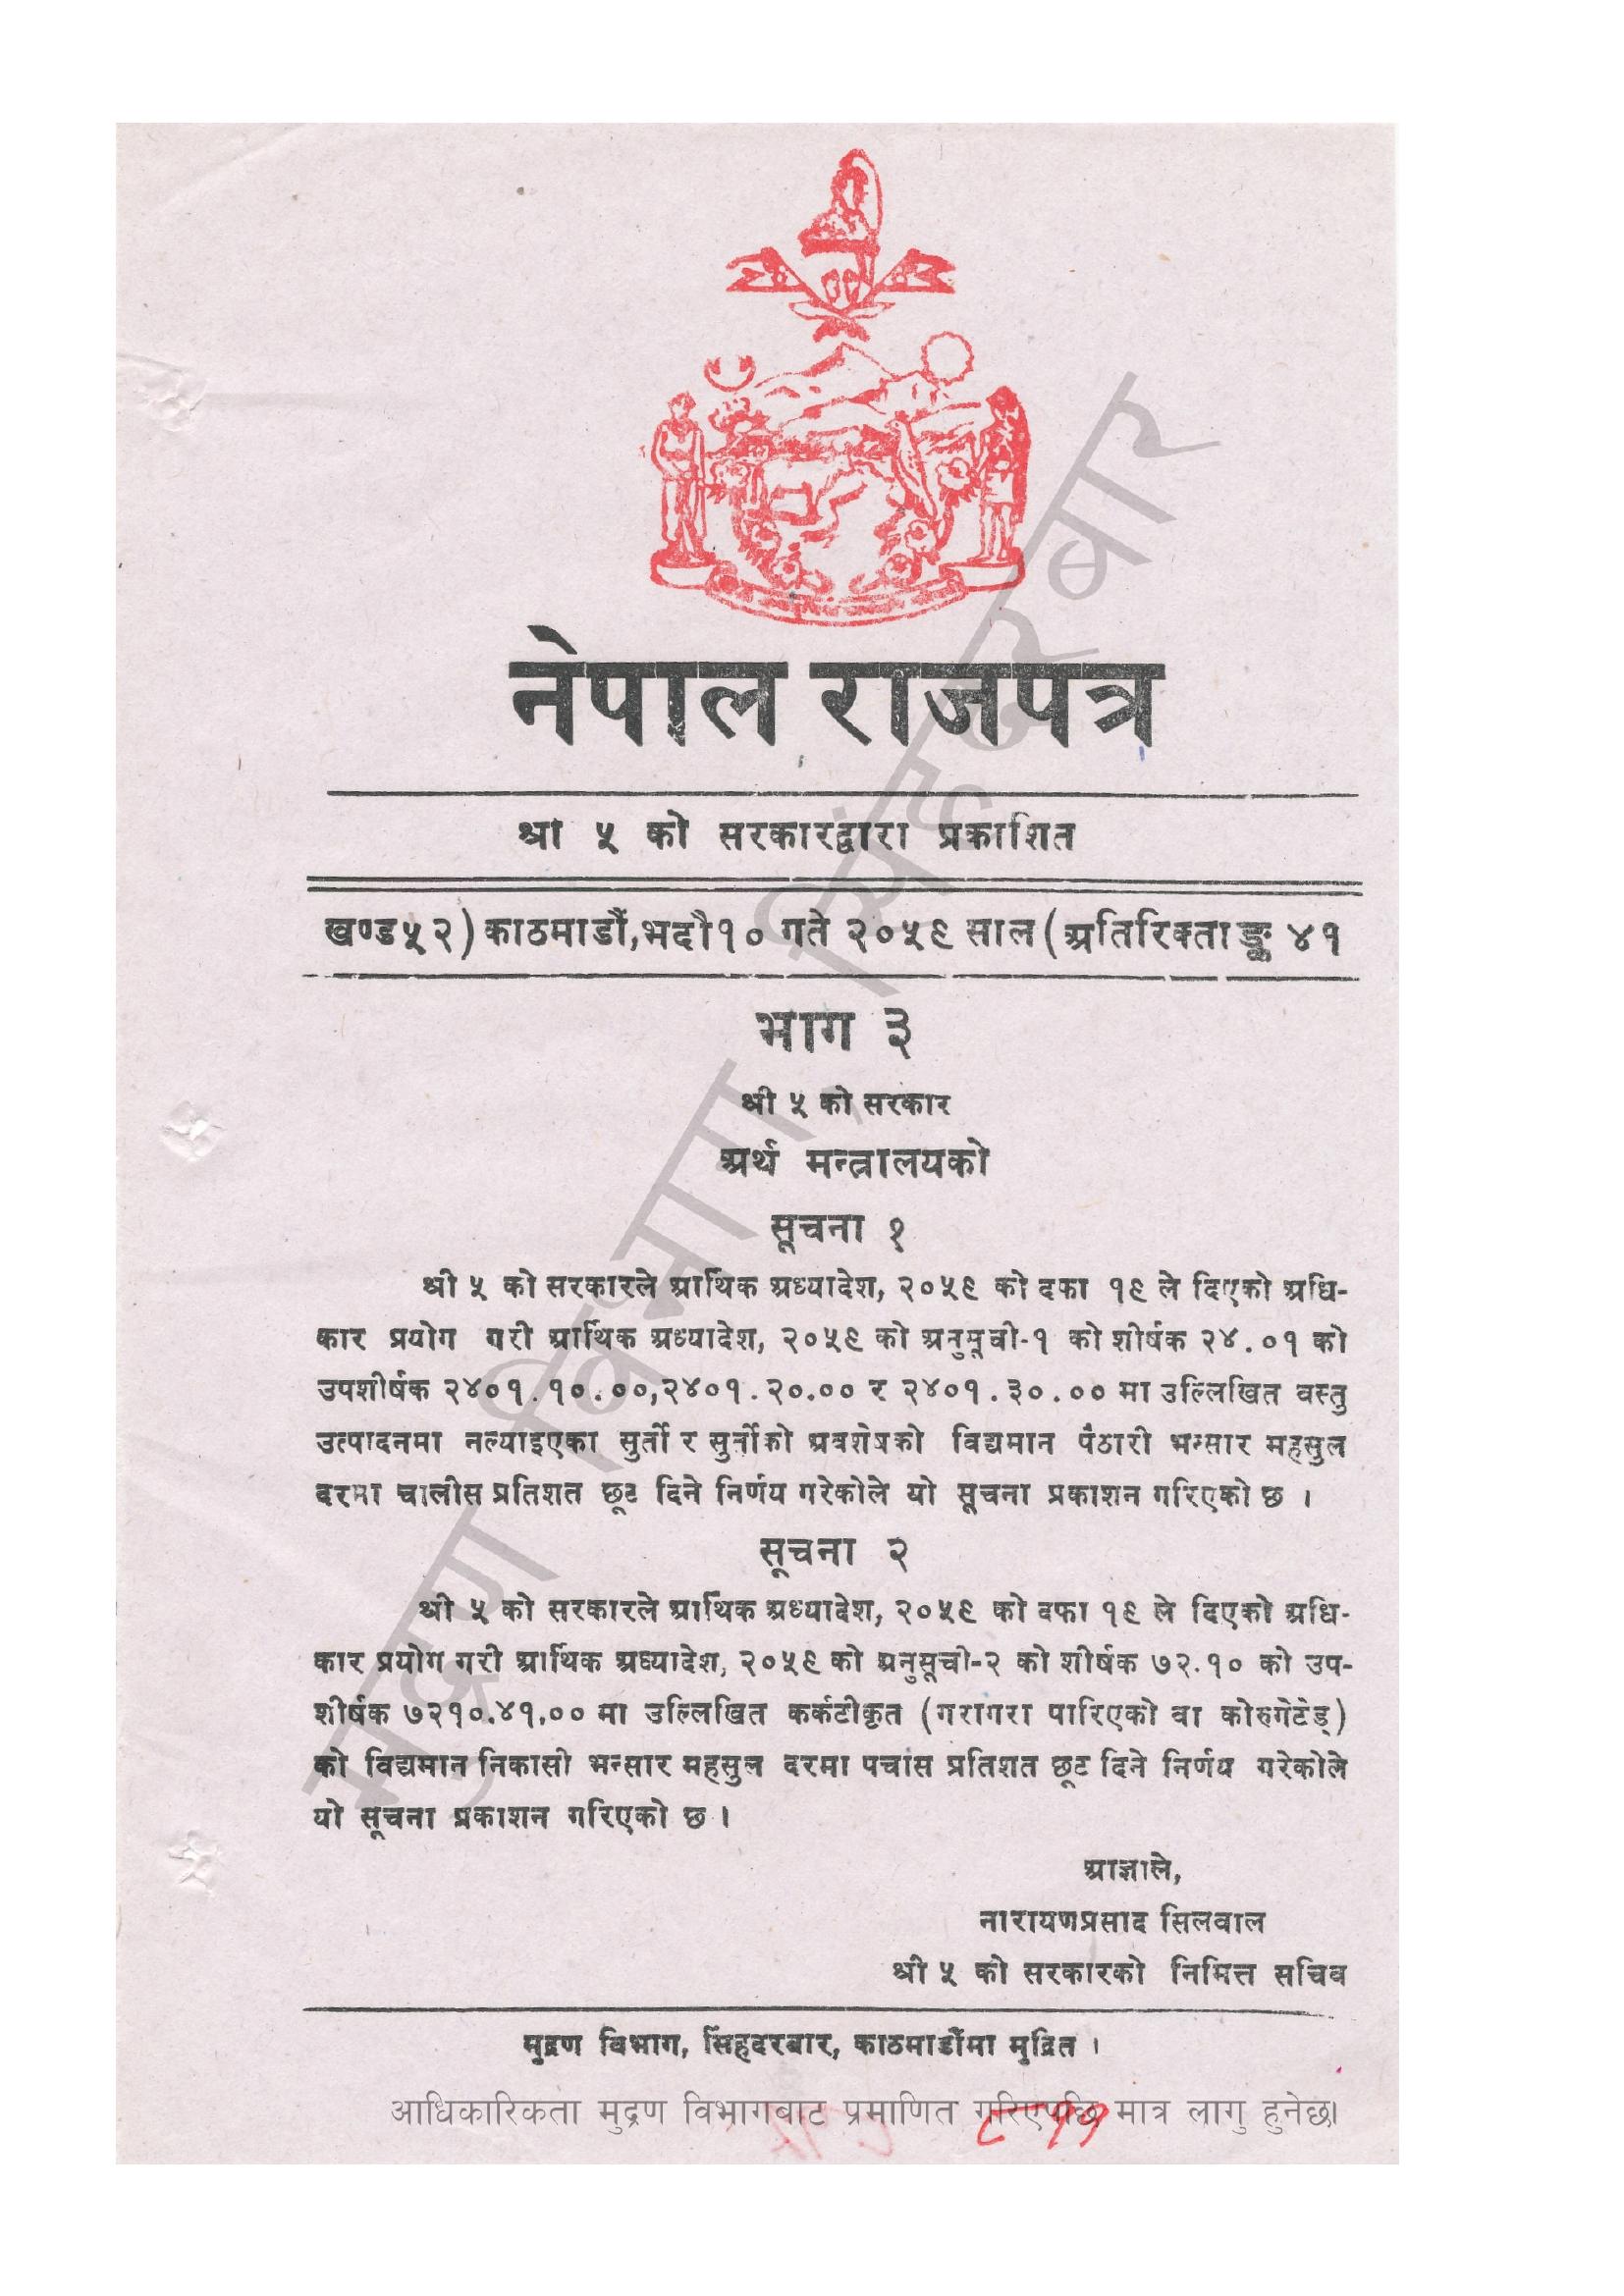 नेपाल राजपत्र
श्री ५ को सरकारद्वारा प्रकाशित
खण्ड ५२) काठमाडौं, भदौ १० गते २०५९ साल (अतिरिक्ताङ्क ४१
भाग ३
श्री ५ को सरकार
अर्थ मन्त्रालयको
सूचना १
श्री ५ को सरकारले आर्थिक अध्यादेश, २०५९ को दफा १९ ले दिएको अधि-
कार प्रयोग गरी आर्थिक अध्यादेश, २०५९ को अनुसूची-१ को शीर्षक २४.०१ को
उपशीर्षक २४०१.१०.००,२४०१.२०.०० र २४०१.३०.०० मा उल्लिखित वस्तु
उत्पादनमा नल्याइएका सुर्ती र सुर्तीको अवशेषको विद्यमान पैठारी भन्सार महसुल
दरमा चालीस प्रतिशत छूट दिने निर्णय गरेकोले यो सूचना प्रकाशन गरिएको छ ।
सूचना २
श्री ५ को सरकारले आर्थिक अध्यादेश, २०५९ को दफा १९ ले दिएको अधि-
कार प्रयोग गरी आर्थिक अध्यादेश, २०५९ को अनुसूची-२ को शीर्षक ७२.१० को उप-
शीर्षक ७२१०.४१.०० मा उल्लिखित कर्कटीकृत (गरागरा पारिएको वा कोरुगेटेड्)
को विद्यमान निकासी भन्सार महसुल दरमा पचास प्रतिशत छूट दिने निर्णय गरेकोले
यो सूचना प्रकाशन गरिएको छ ।
आज्ञाले,
नारायणप्रसाद सिलवाल
श्री ५ को सरकारको निमित्त सचिव
मुद्रण विभाग, सिंहदरबार, काठमाडौंमा मुद्रित ।
आधिकारिकता मुद्रण विभागबाट प्रमाणित गरिएपछि मात्र लागु हुनेछ।
मुद्रण विभाग, सिंहदरबार